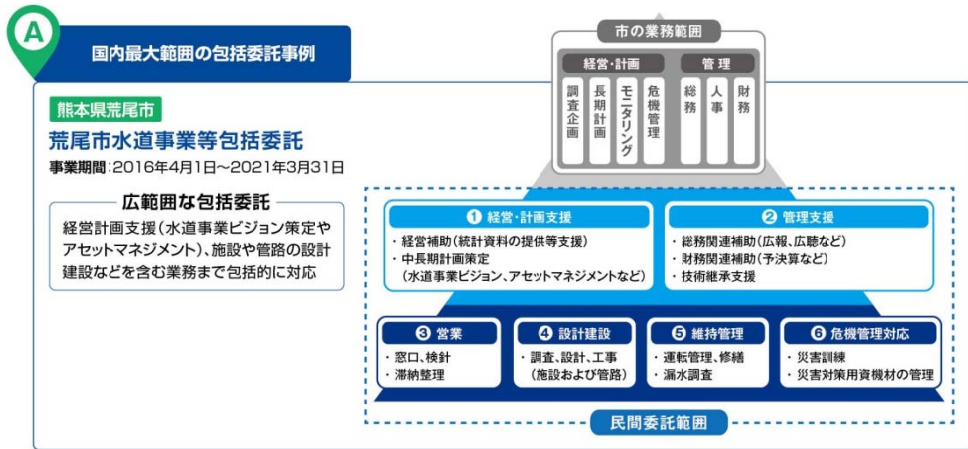 A
国内最大範囲の包括委託事例
熊本県荒尾市
荒尾市水道事業等包括委託
事業期間:2016年4月1日~2021年3月31日
広範囲な包括委託
経営計画支援(水道事業ビジョン策定や
アセットマネジメント)、施設や管路の設計
建設などを含む業務まで包括的に対応
市の業務範囲
経営・計画
管理
調査企画
長期計画
モニタリング
危機管理
総務
人事
財務
❶ 経営・計画支援
・経営補助(統計資料の提供等支援)
・中長期計画策定
(水道事業ビジョン、アセットマネジメントなど)
❷ 管理支援
・総務関連補助(広報、広聴など)
・財務関連補助(予決算など)
・技術継承支援
❸ 営業
・窓口、検針
・滞納整理
❹ 設計建設
・調査、設計、工事
(施設および管路)
❺ 維持管理
・運転管理、修繕
・漏水調査
❻ 危機管理対応
・災害訓練
・災害対策用資機材の管理
民間委託範囲